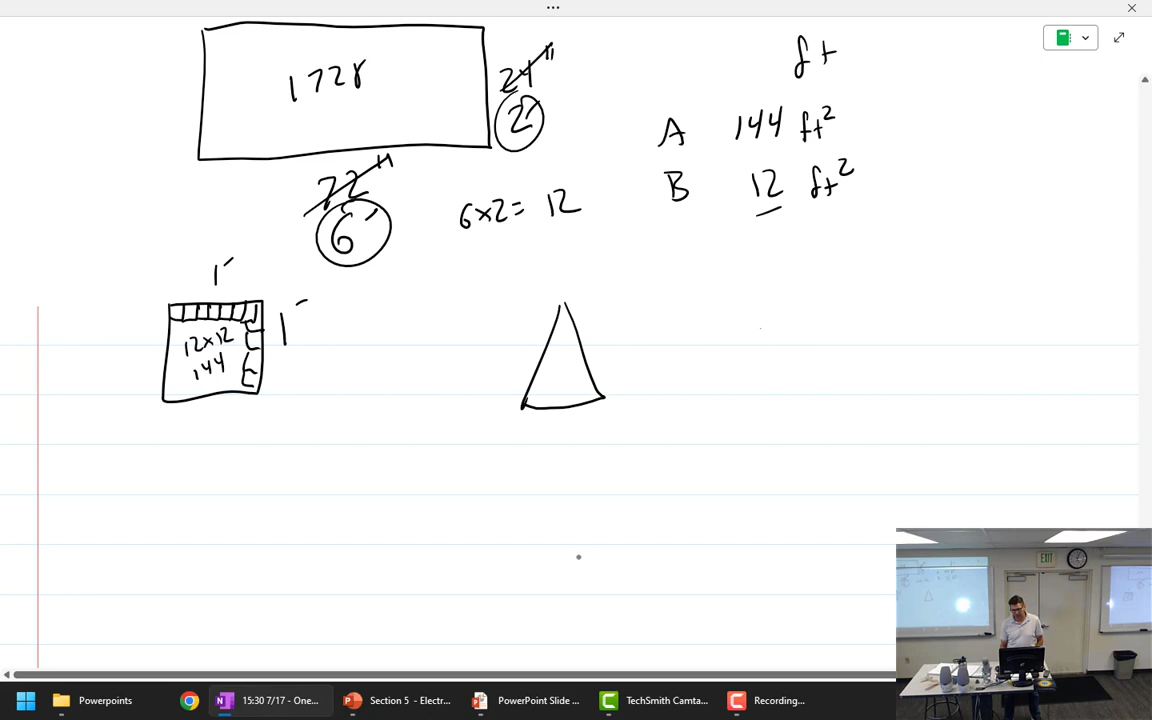 1728
24"
2'
72"
6'
6x2= 12
ft
A 144 ft²
B 12 ft²
1'
1'
12x12
144
EXIT
Powerpoints
15:30 7/17 - One...
Section 5 - Electr...
PowerPoint Slide ...
TechSmith Camta...
Recording...